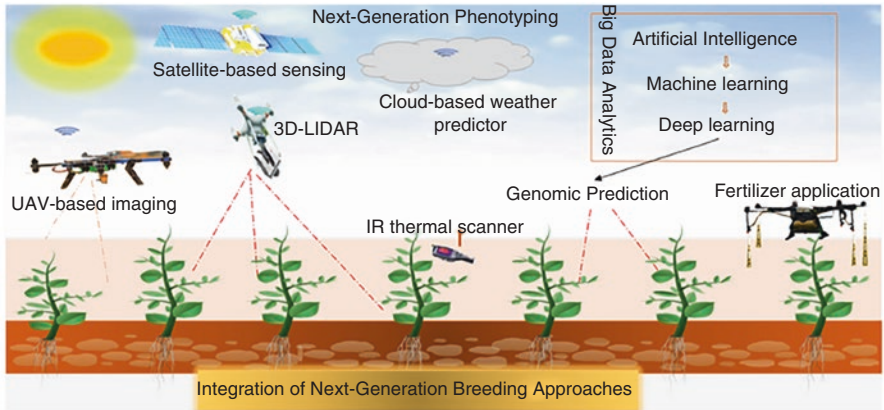 Next-Generation Phenotyping
Satellite-based sensing
Cloud-based weather
predictor
Big Data Analytics
Artificial Intelligence
Machine learning
Deep learning
3D-LIDAR
UAV-based imaging
IR thermal scanner
Genomic Prediction
Fertilizer application
Integration of Next-Generation Breeding Approaches